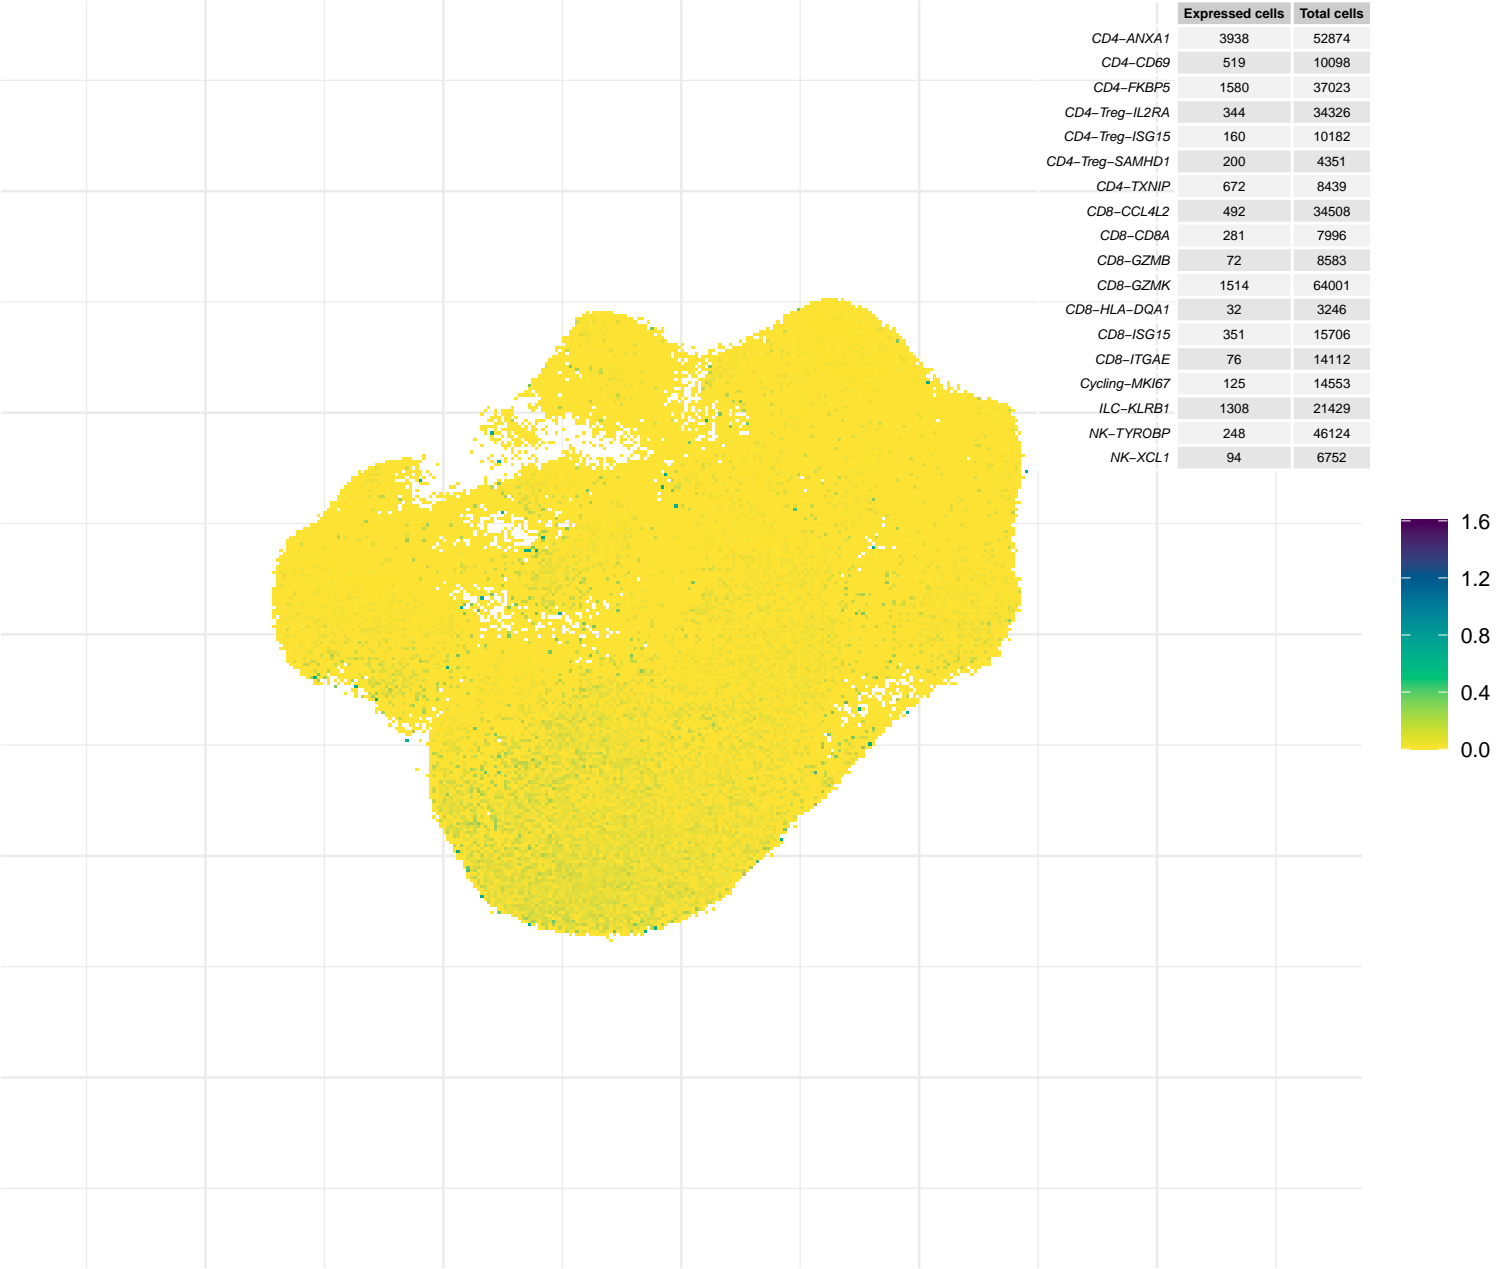 Expressed cells Total cells
CD4−ANXA1 3938 52874
CD4−CD69 519 10098
CD4−FKBP5 1580 37023
CD4−Treg−IL2RA 344 34326
CD4−Treg−ISG15 160 10182
CD4−Treg−SAMHD1 200 4351
CD4−TXNIP 672 8439
CD8−CCL4L2 492 34508
CD8−CD8A 281 7996
CD8−GZMB 72 8583
CD8−GZMK 1514 64001
CD8−HLA−DQA1 32 3246
CD8−ISG15 351 15706
CD8−ITGAE 76 14112
Cycling−MKI67 125 14553
ILC−KLRB1 1308 21429
NK−TYROBP 248 46124
NK−XCL1 94 6752
1.6
1.2
0.8
0.4
0.0